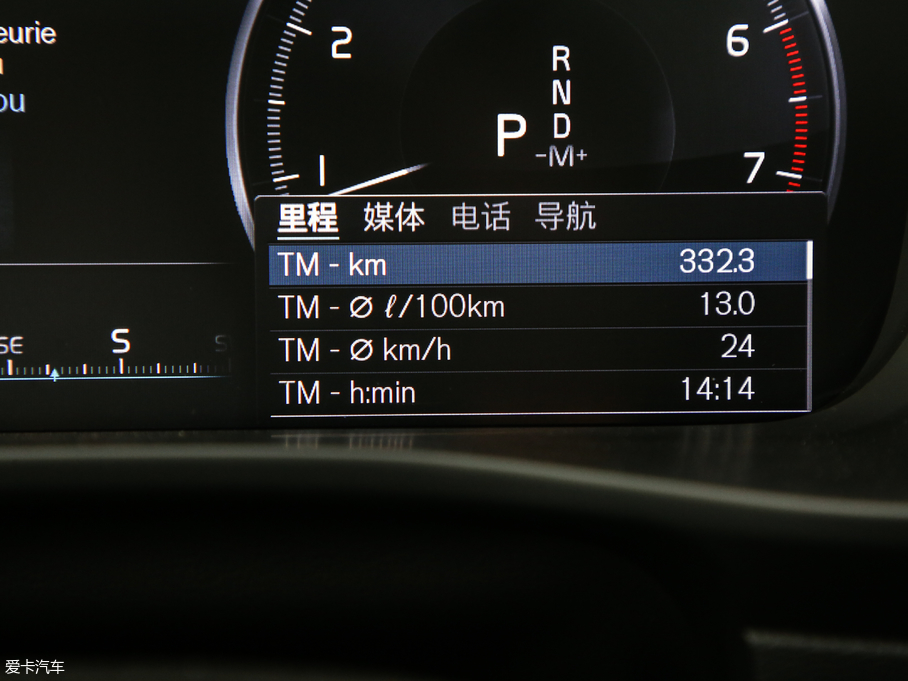 eurie
ou
2
6
R
N
P
D
-M+
1
7
里程 媒体 电话 导航
TM - km 332.3
TM - ∅ ℓ/100km 13.0
TM - ∅ km/h 24
TM - h:min 14:14
SE S S
爱卡汽车